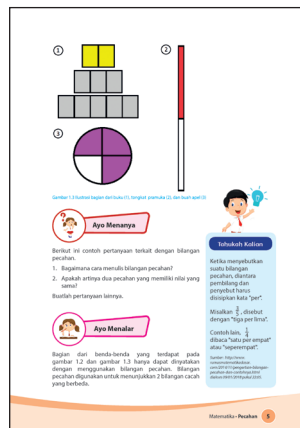 1
2
3
Gambar 1.3 Ilustrasi bagian dari buku (1), tongkat pramuka (2), dan buah apel (3)
Ayo Menanya
Berikut ini contoh pertanyaan terkait dengan bilangan
pecahan.
1. Bagaimana cara menulis bilangan pecahan?
2. Apakah artinya dua pecahan yang memiliki nilai yang
sama?
Buatlah pertanyaan lainnya.
Ayo Menalar
Bagian dari benda-benda yang terdapat pada
gambar 1.2 dan gambar 1.3 hanya dapat dinyatakan
dengan menggunakan bilangan pecahan. Bilangan
pecahan digunakan untuk menunjukkan 2 bilangan cacah
yang berbeda.
Tahukah Kalian
Ketika menyebutkan
suatu bilangan
pecahan, diantara
pembilang dan
penyebut harus
disisipkan kata "per".
Misalkan 3/5, disebut
dengan "tiga per lima".
Contoh lain, 1/4
dibaca "satu per empat"
atau "seperempat".
Sumber: http://www.
Matematika – Pecahan 5